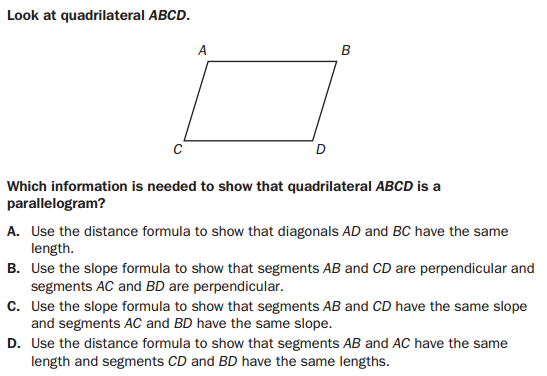 Look at quadrilateral ABCD.
A B
C D
Which information is needed to show that quadrilateral ABCD is a
parallelogram?
A. Use the distance formula to show that diagonals AD and BC have the same
length.
B. Use the slope formula to show that segments AB and CD are perpendicular and
segments AC and BD are perpendicular.
C. Use the slope formula to show that segments AB and CD have the same slope
and segments AC and BD have the same slope.
D. Use the distance formula to show that segments AB and AC have the same
length and segments CD and BD have the same lengths.